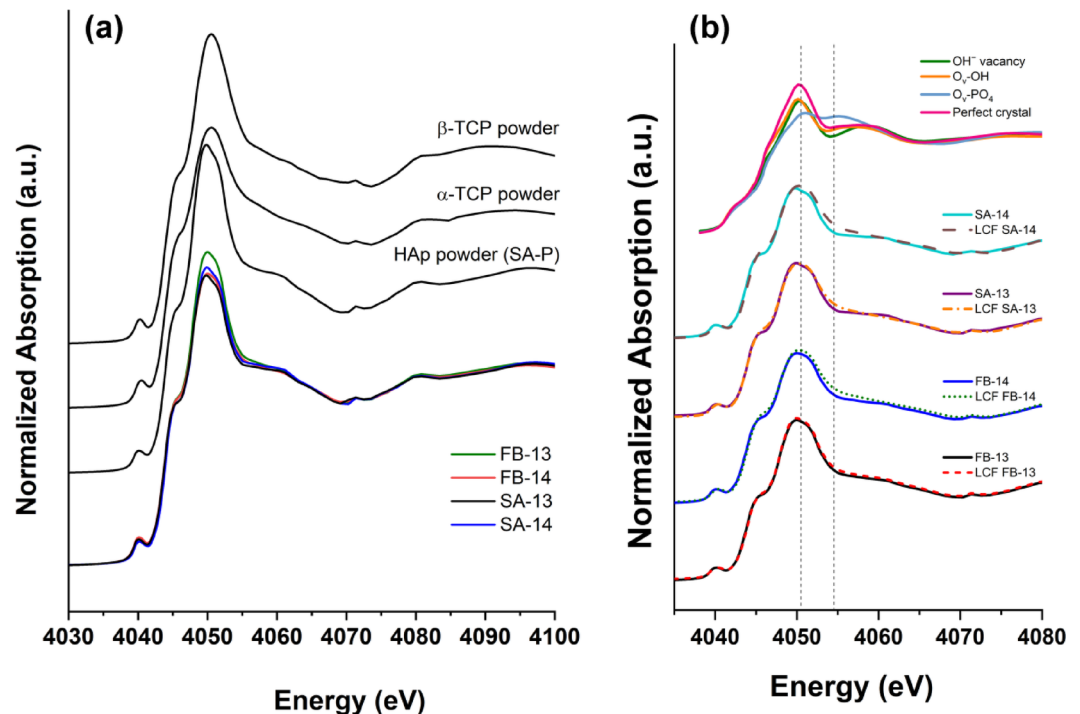 (a)
Normalized Absorption (a.u.)
β-TCP powder
α-TCP powder
HAp powder (SA-P)
FB-13
FB-14
SA-13
SA-14
4030 4040 4050 4060 4070 4080 4090 4100
Energy (eV)
(b)
Normalized Absorption (a.u.)
OH⁻ vacancy
Oᵥ-OH
Oᵥ-PO₄
Perfect crystal
SA-14
LCF SA-14
SA-13
LCF SA-13
FB-14
LCF FB-14
FB-13
LCF FB-13
4040 4050 4060 4070 4080
Energy (eV)